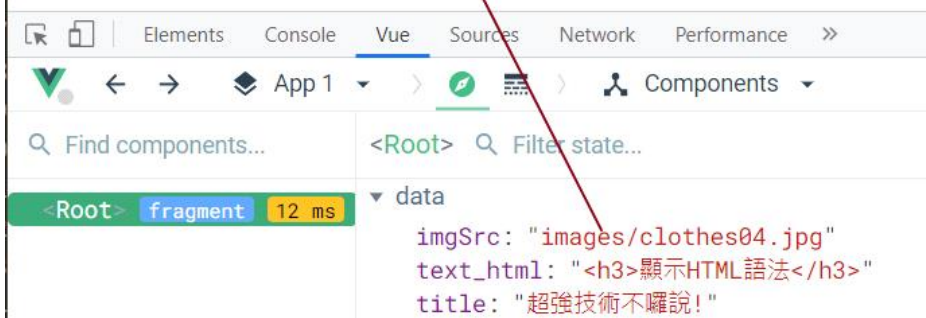 Elements Console Vue Sources Network Performance »
App 1 Components
Find components... <Root> Filter state...
<Root> fragment 12 ms
data
imgSrc: "images/clothes04.jpg"
text_html: "<h3>顯示HTML語法</h3>"
title: "超強技術不囉說!"